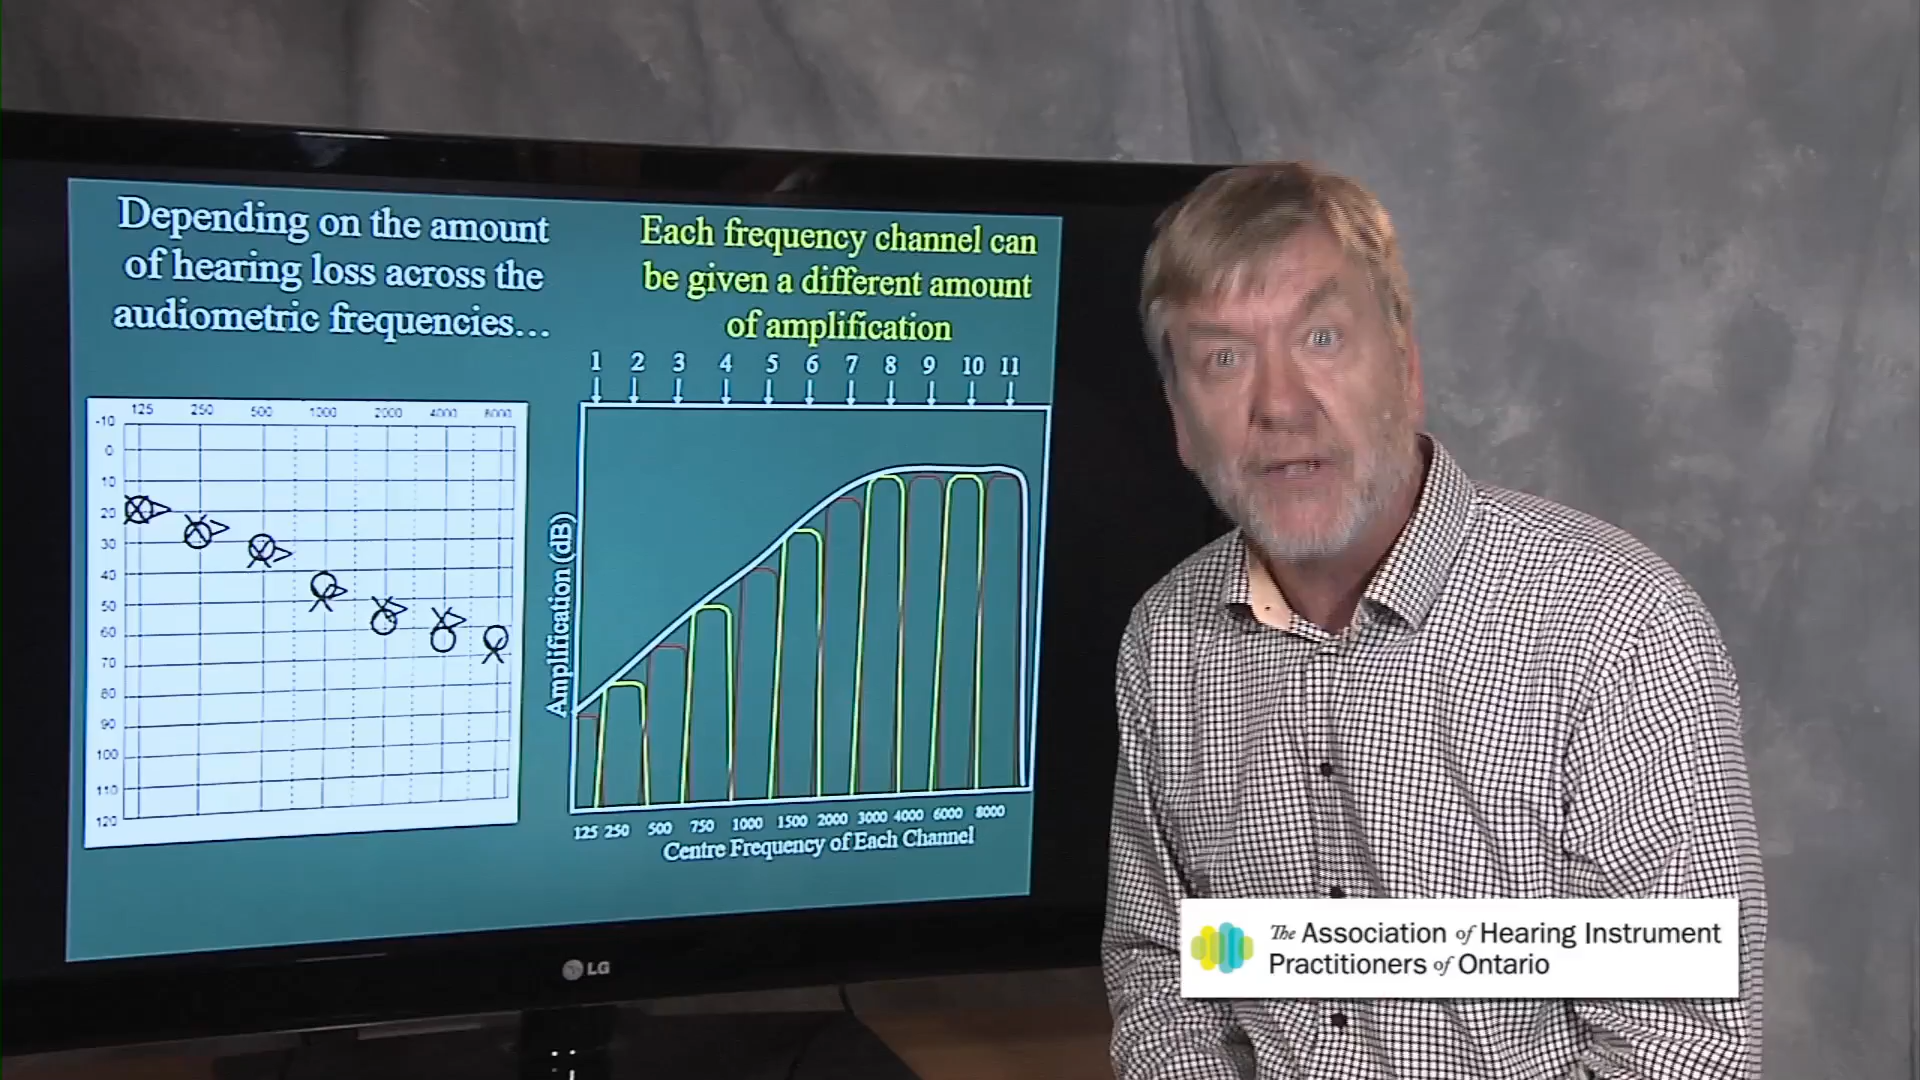 Depending on the amount
of hearing loss across the
audiometric frequencies...
Each frequency channel can
be given a different amount
of amplification
1 2 3 4 5 6 7 8 9 10 11
125 250 500 1000 2000 4000 8000
-10
0
10
20
30
40
50
60
70
80
90
100
110
120
Amplification (dB)
125 250 500 750 1000 1500 2000 3000 4000 6000 8000
Centre Frequency of Each Channel
LG
The Association of Hearing Instrument
Practitioners of Ontario